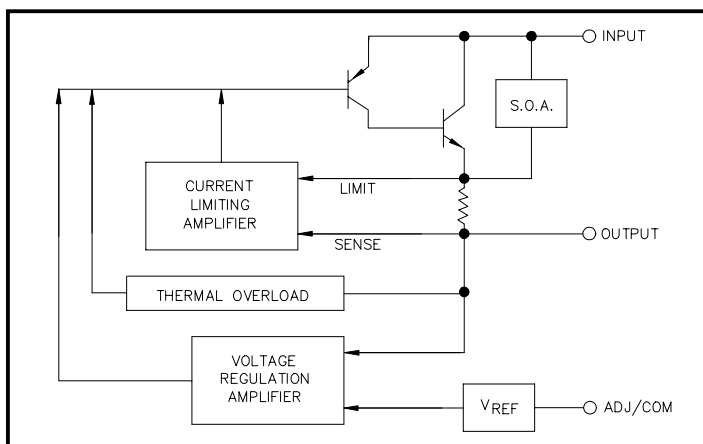 INPUT
S.O.A.
CURRENT
LIMITING
AMPLIFIER
LIMIT
SENSE
OUTPUT
THERMAL OVERLOAD
VOLTAGE
REGULATION
AMPLIFIER
VREF
ADJ/COM